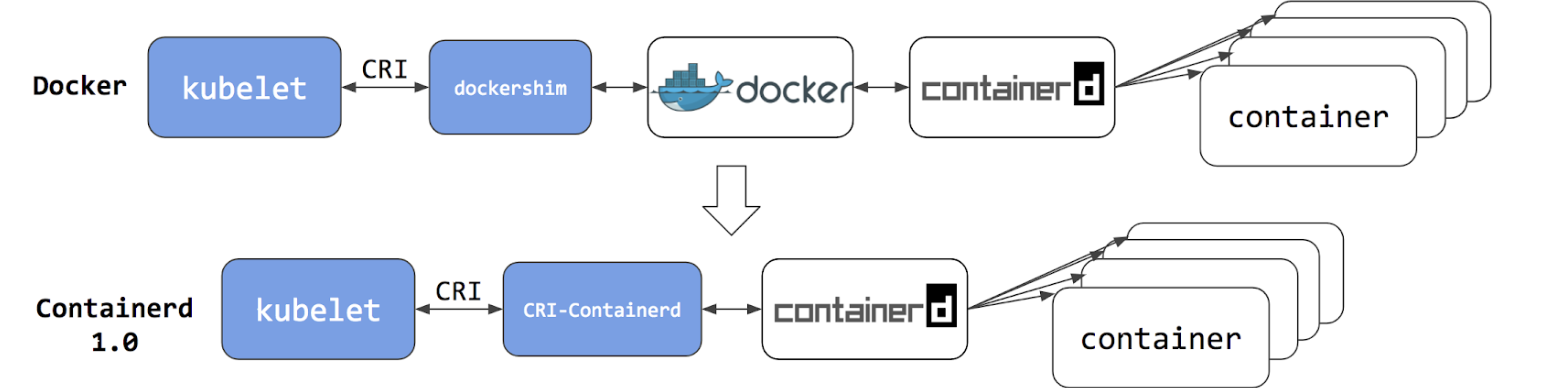 Docker
kubelet
CRI
dockershim
docker
containerd
container
Containerd
1.0
kubelet
CRI
CRI-Containerd
containerd
container